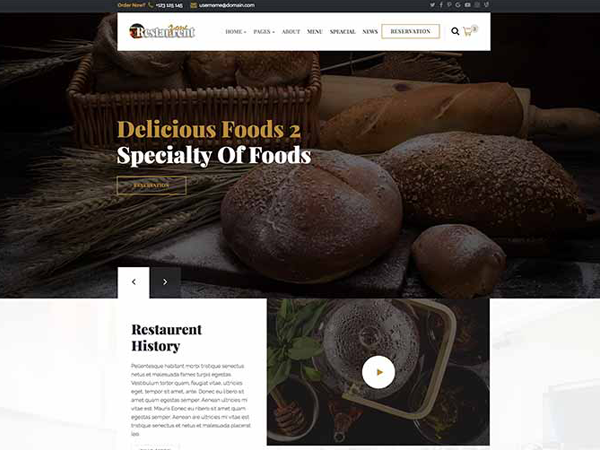 Order Now!? +123 125 145 username@domain.com
Restaurent
HOME PAGES ABOUT MENU SPEACIAL NEWS RESERVATION
Delicious Foods 2
Specialty Of Foods
RESERVATION
Restaurent
History
Pellentesque habitant morbi tristique senectus
netus et malesuada fames turpis egestas.
Vestibulum tortor quam, feugiat vitae, ultricies
eget, tempor sit amet, ante. Donec eu libero sit
amet quam egestas semper. Aenean ultricies mi
vitae est. Mauris Eonec eu libero sit amet quam
egestas semper. Aenean are ultricies mi vitae est
tristique senectus et netus et malesuada placerat
leo.